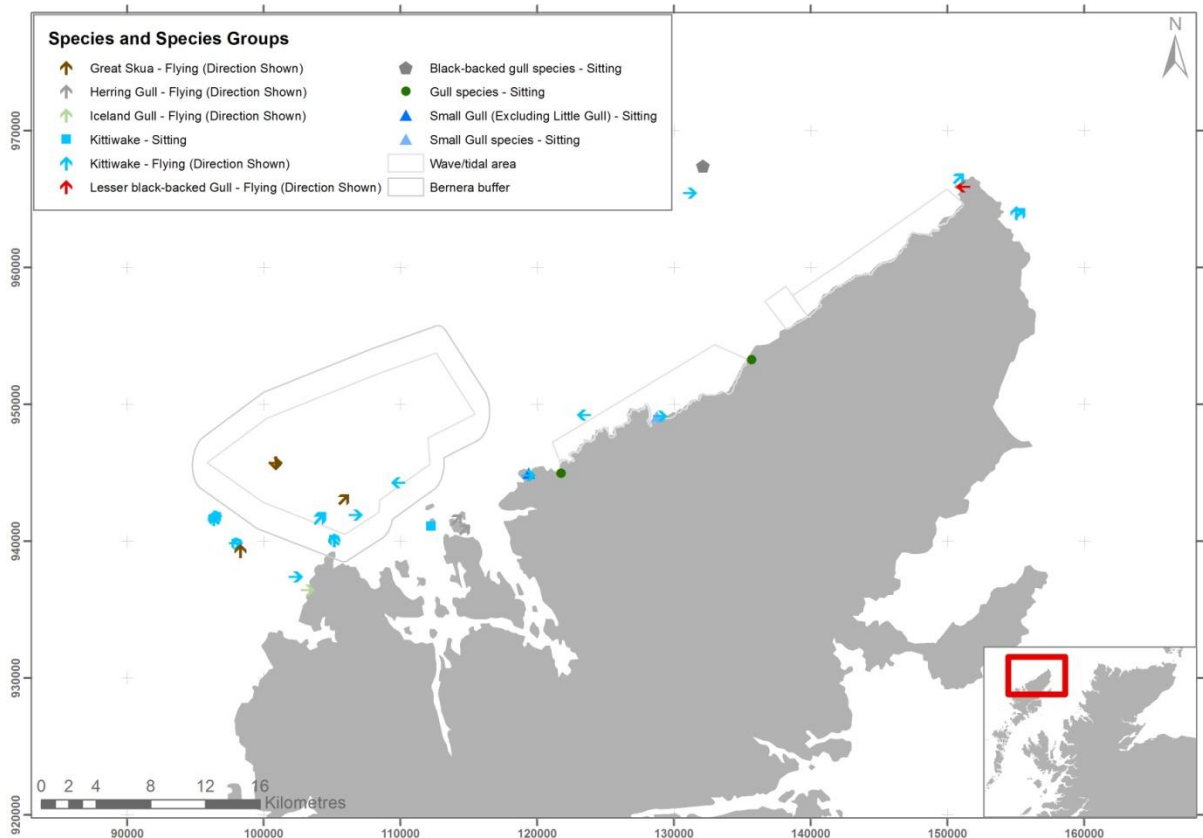 Species and Species Groups
Great Skua - Flying (Direction Shown)
Herring Gull - Flying (Direction Shown)
Iceland Gull - Flying (Direction Shown)
Kittiwake - Sitting
Kittiwake - Flying (Direction Shown)
Lesser black-backed Gull - Flying (Direction Shown)
Black-backed gull species - Sitting
Gull species - Sitting
Small Gull (Excluding Little Gull) - Sitting
Small Gull species - Sitting
Wave/tidal area
Bernera buffer
N
970000
960000
950000
940000
930000
920000
0 2 4 8 12 16
Kilometres
90000 100000 110000 120000 130000 140000 150000 160000